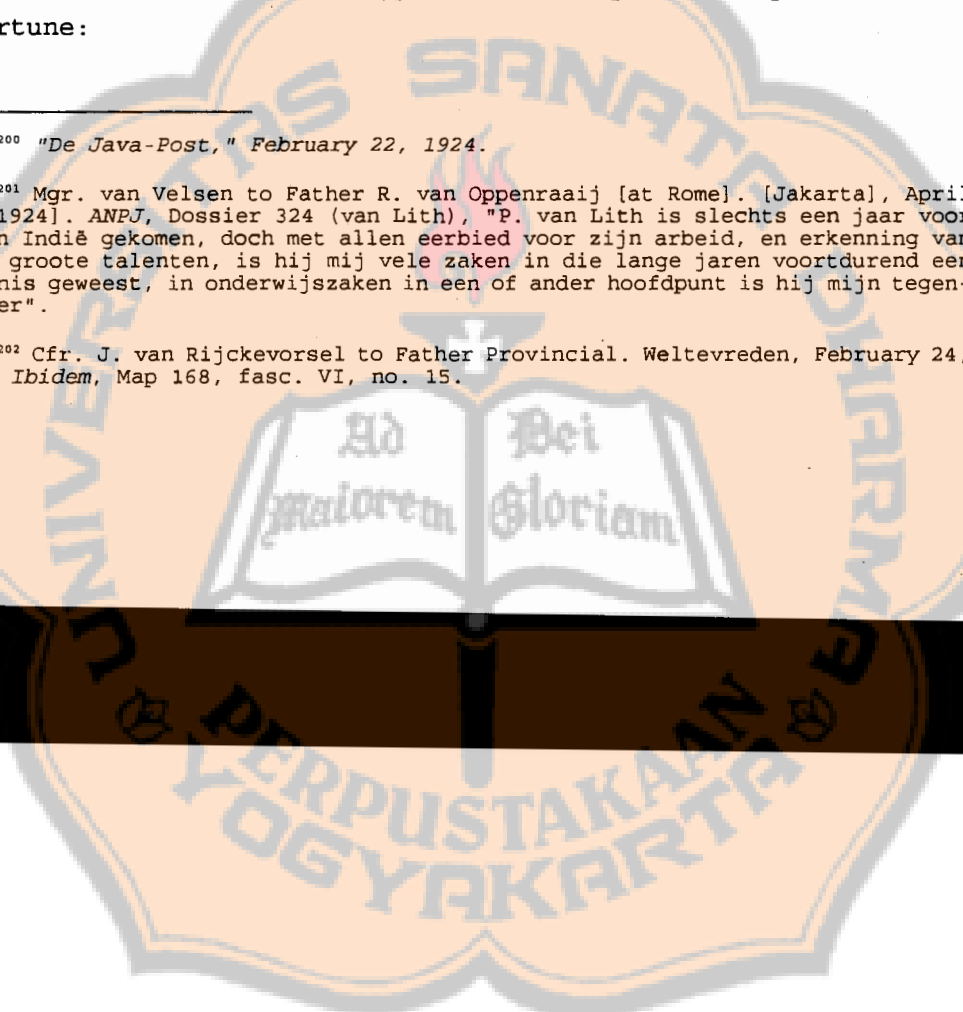 rtune:
200 "De Java-Post," February 22, 1924.
201 Mgr. van Velsen to Father R. van Oppenraaij [at Rome]. [Jakarta], April
1924]. ANPJ, Dossier 324 (van Lith), "P. van Lith is slechts een jaar voor
n Indië gekomen, doch met allen eerbied voor zijn arbeid, en erkenning van
groote talenten, is hij mij vele zaken in die lange jaren voortdurend een
nis geweest, in onderwijszaken in een of ander hoofdpunt is hij mijn tegen-
er".
202 Cfr. J. van Rijckevorsel to Father Provincial. Weltevreden, February 24,
Ibidem, Map 168, fasc. VI, no. 15.
UNIVERSITAS SANATA DHARMA
Ad Dei
Maiorem Gloriam
PERPUSTAKAAN
YOGYAKARTA